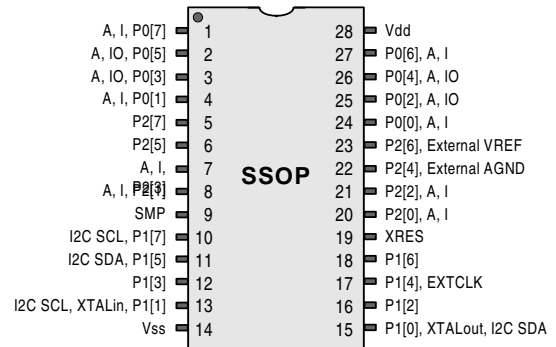 A, I, P0[7] 1
A, IO, P0[5] 2
A, IO, P0[3] 3
A, I, P0[1] 4
P2[7] 5
P2[5] 6
A, I, P2[3] 7
A, I, P2[1] 8
SMP 9
I2C SCL, P1[7] 10
I2C SDA, P1[5] 11
P1[3] 12
I2C SCL, XTALin, P1[1] 13
Vss 14
SSOP
28 Vdd
27 P0[6], A, I
26 P0[4], A, IO
25 P0[2], A, IO
24 P0[0], A, I
23 P2[6], External VREF
22 P2[4], External AGND
21 P2[2], A, I
20 P2[0], A, I
19 XRES
18 P1[6]
17 P1[4], EXTCLK
16 P1[2]
15 P1[0], XTALout, I2C SDA